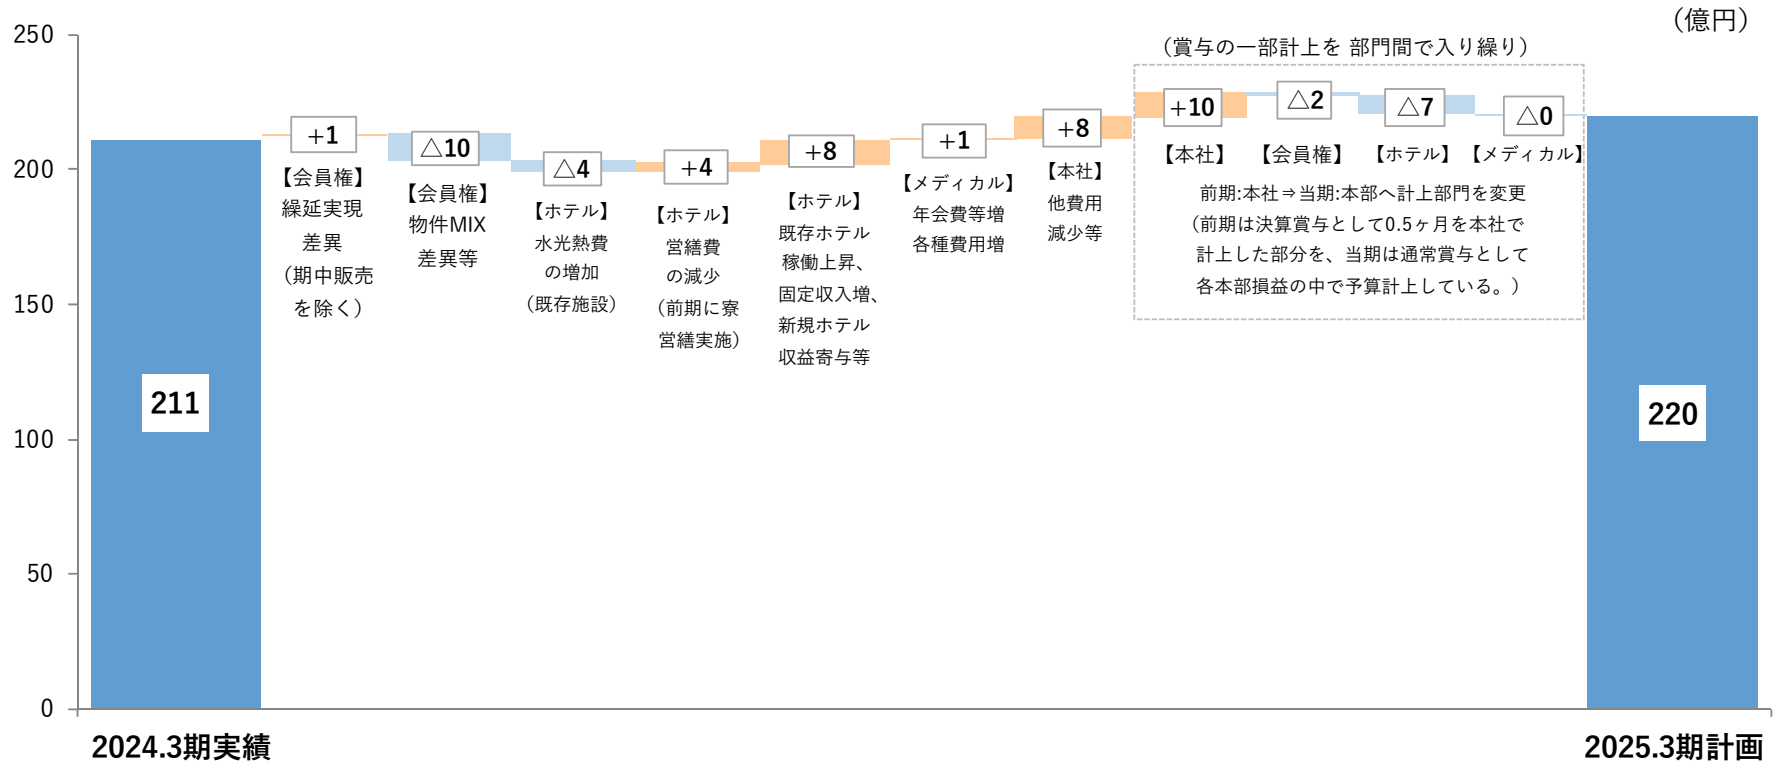 （億円）
250
200
150
100
50
0
211
2024.3期実績
+1
【会員権】
繰延実現
差異
（期中販売
を除く）
△10
【会員権】
物件MIX
差異等
△4
【ホテル】
水光熱費
の増加
（既存施設）
+4
【ホテル】
営繕費
の減少
（前期に寮
営繕実施）
+8
【ホテル】
既存ホテル
稼働上昇、
固定収入増、
新規ホテル
収益寄与等
+1
【メディカル】
年会費等増
各種費用増
+8
【本社】
他費用
減少等
（賞与の一部計上を 部門間で入り繰り）
+10
【本社】
△2
【会員権】
△7
【ホテル】
△0
【メディカル】
前期:本社⇒当期:本部へ計上部門を変更
（前期は決算賞与として0.5ヶ月を本社で
計上した部分を、当期は通常賞与として
各本部損益の中で予算計上している。）
220
2025.3期計画